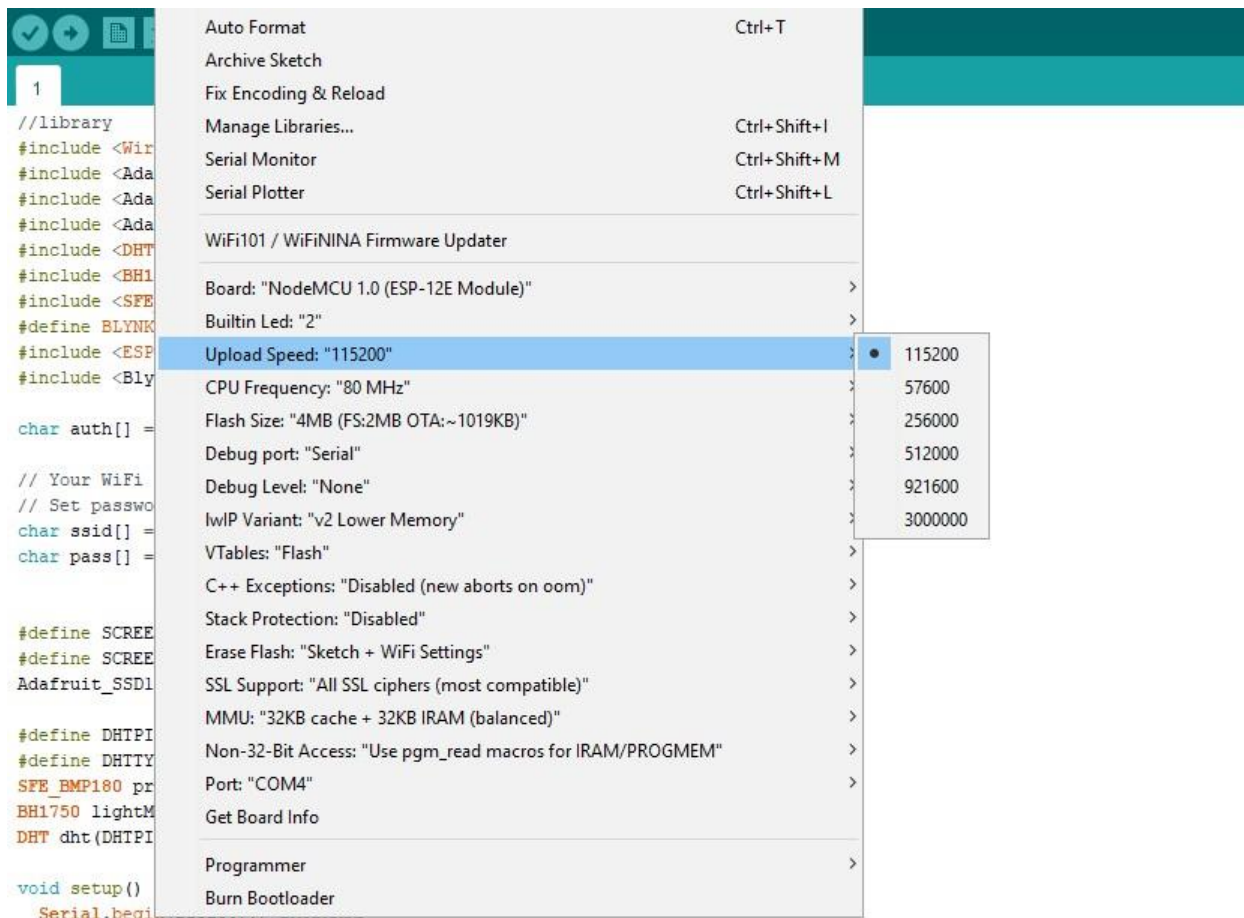 1
//library
#include <Wir
#include <Ada
#include <Ada
#include <Ada
#include <DHT
#include <BH1
#include <SFE
#define BLYNK
#include <ESP
#include <Bly
char auth[] =
// Your WiFi
// Set passwo
char ssid[] =
char pass[] =
#define SCREE
#define SCREE
Adafruit_SSD1
#define DHTPI
#define DHTTY
SFE_BMP180 pr
BH1750 lightM
DHT dht(DHTPI
void setup()
Serial.begi
Auto Format Ctrl+T
Archive Sketch
Fix Encoding & Reload
Manage Libraries... Ctrl+Shift+I
Serial Monitor Ctrl+Shift+M
Serial Plotter Ctrl+Shift+L
WiFi101 / WiFiNINA Firmware Updater
Board: "NodeMCU 1.0 (ESP-12E Module)"
Builtin Led: "2"
Upload Speed: "115200"
CPU Frequency: "80 MHz"
Flash Size: "4MB (FS:2MB OTA:~1019KB)"
Debug port: "Serial"
Debug Level: "None"
lwIP Variant: "v2 Lower Memory"
VTables: "Flash"
C++ Exceptions: "Disabled (new aborts on oom)"
Stack Protection: "Disabled"
Erase Flash: "Sketch + WiFi Settings"
SSL Support: "All SSL ciphers (most compatible)"
MMU: "32KB cache + 32KB IRAM (balanced)"
Non-32-Bit Access: "Use pgm_read macros for IRAM/PROGMEM"
Port: "COM4"
Get Board Info
Programmer
Burn Bootloader
115200
57600
256000
512000
921600
3000000